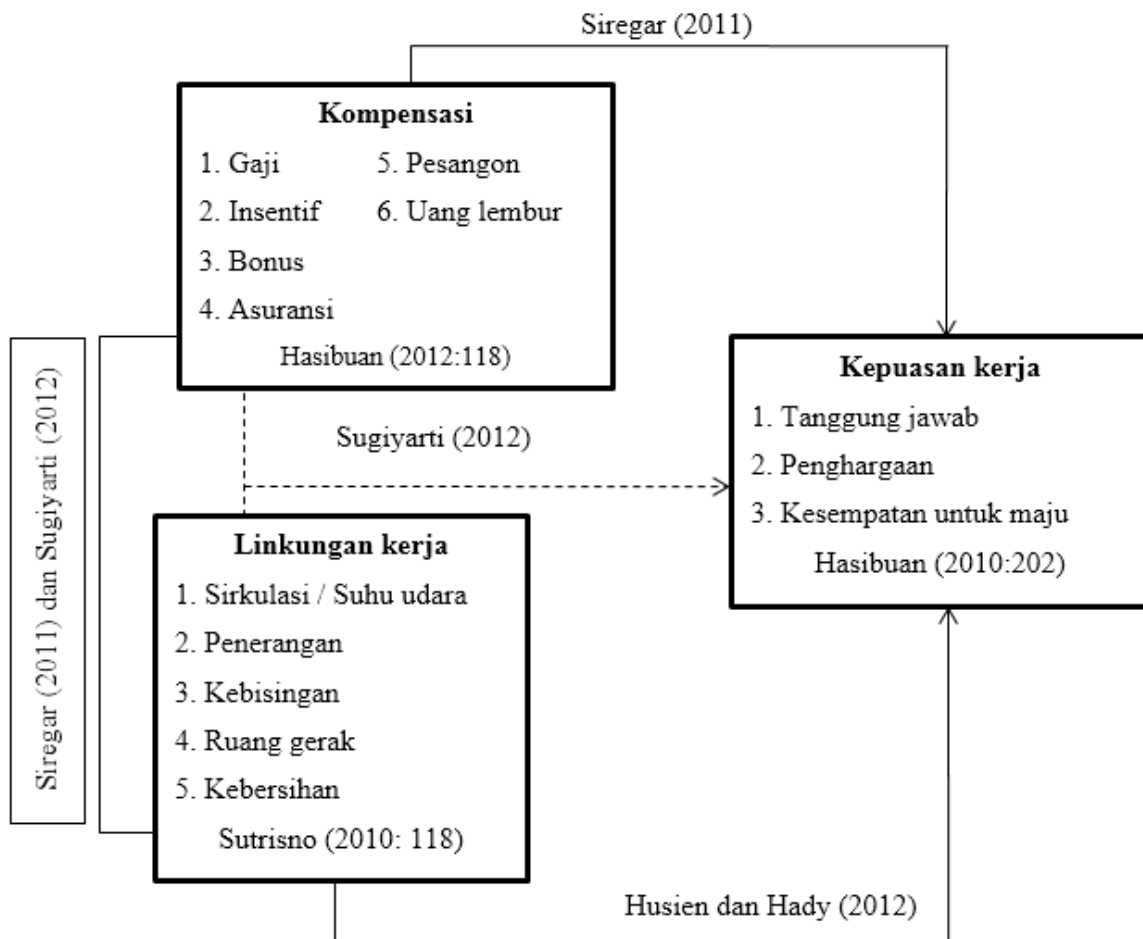 Siregar (2011)
Kompensasi
1. Gaji 5. Pesangon
2. Insentif 6. Uang lembur
3. Bonus
4. Asuransi
Hasibuan (2012:118)
Siregar (2011) dan Sugiyarti (2012)
Sugiyarti (2012)
Kepuasan kerja
1. Tanggung jawab
2. Penghargaan
3. Kesempatan untuk maju
Hasibuan (2010:202)
Linkungan kerja
1. Sirkulasi / Suhu udara
2. Penerangan
3. Kebisingan
4. Ruang gerak
5. Kebersihan
Sutrisno (2010: 118)
Husien dan Hady (2012)